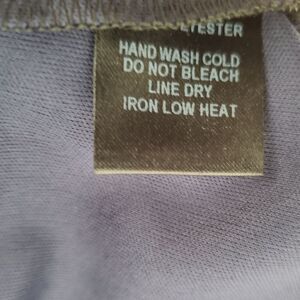 HAND WASH COLD
DO NOT BLEACH
LINE DRY
IRON LOW HEAT